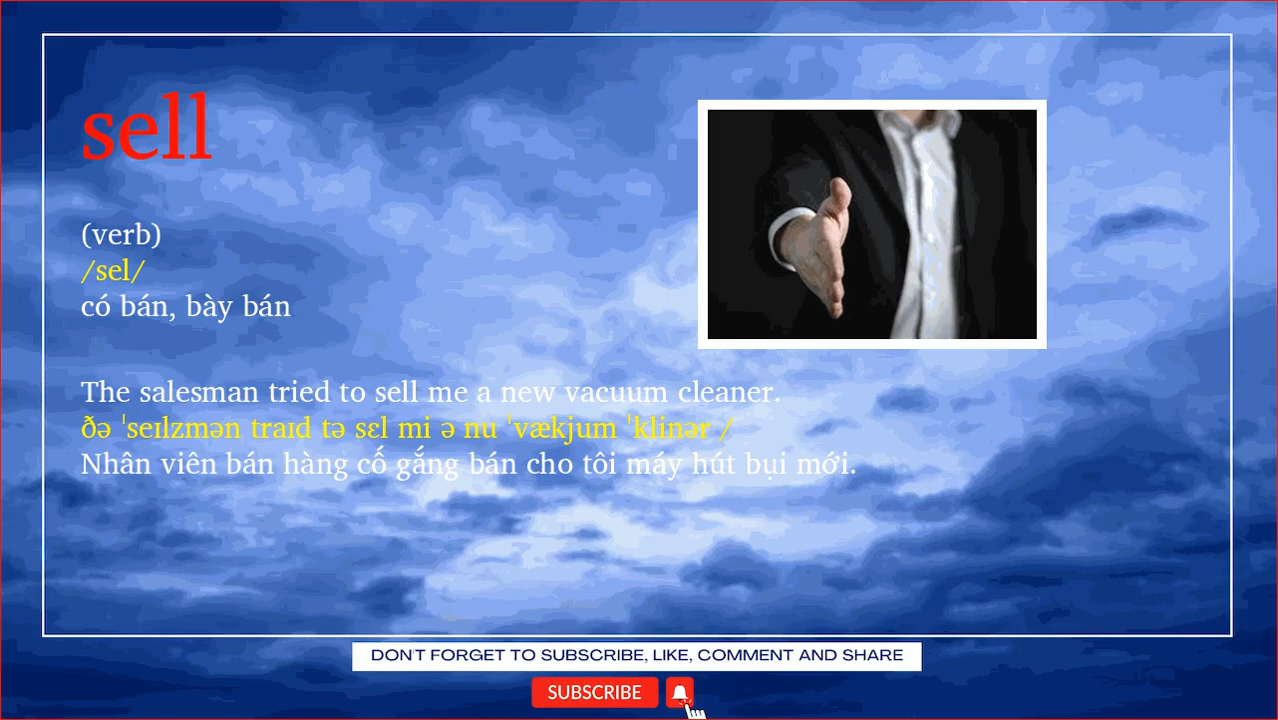 sell
(verb)
/sel/
có bán, bày bán
The salesman tried to sell me a new vacuum cleaner.
ðə ˈseɪlzmən traɪd tə sɛl mi ə nu ˈvækjum ˈklinər /
Nhân viên bán hàng cố gắng bán cho tôi máy hút bụi mới.
DON'T FORGET TO SUBSCRIBE, LIKE, COMMENT AND SHARE
SUBSCRIBE